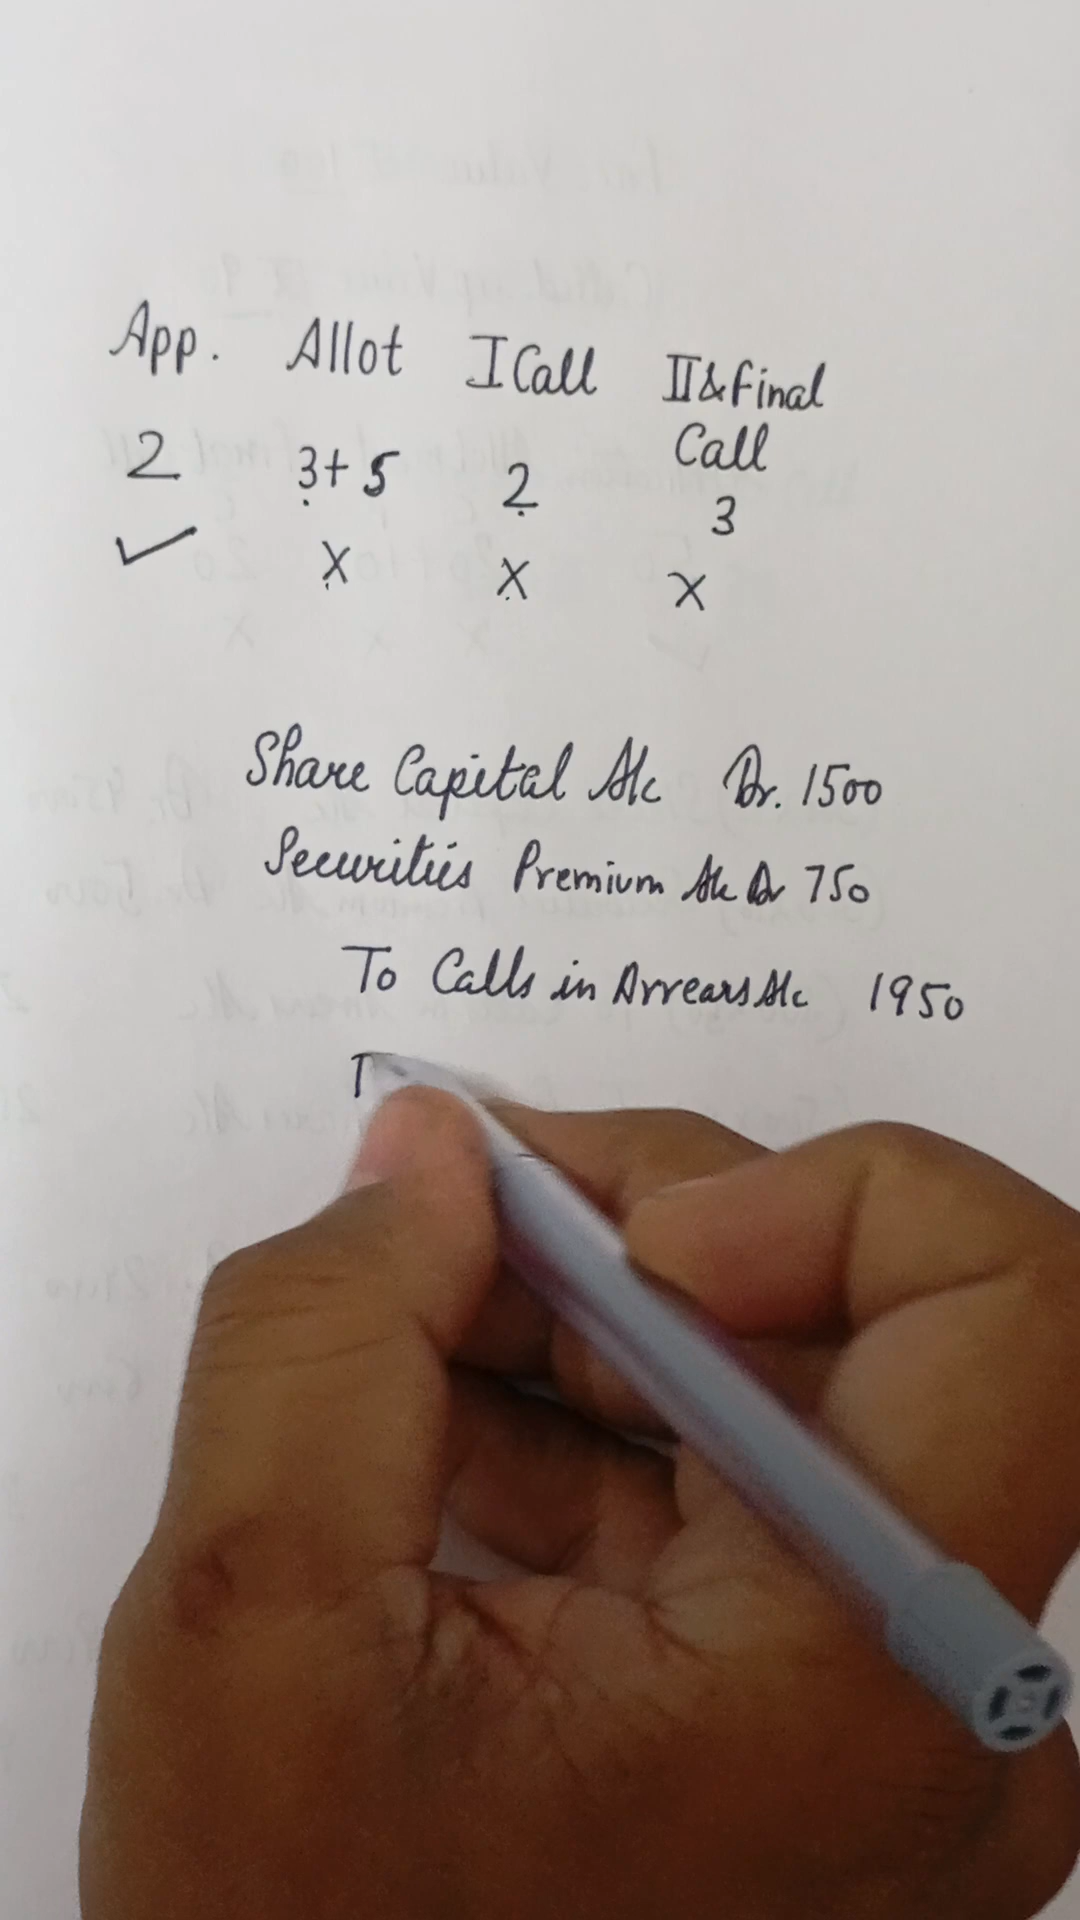 App. Allot I Call II & Final
Call
2 3+5 2 3
✓ X X X
Share Capital A/c Dr. 1500
Securities Premium A/c Dr 750
To Calls in Arrears A/c 1950
T